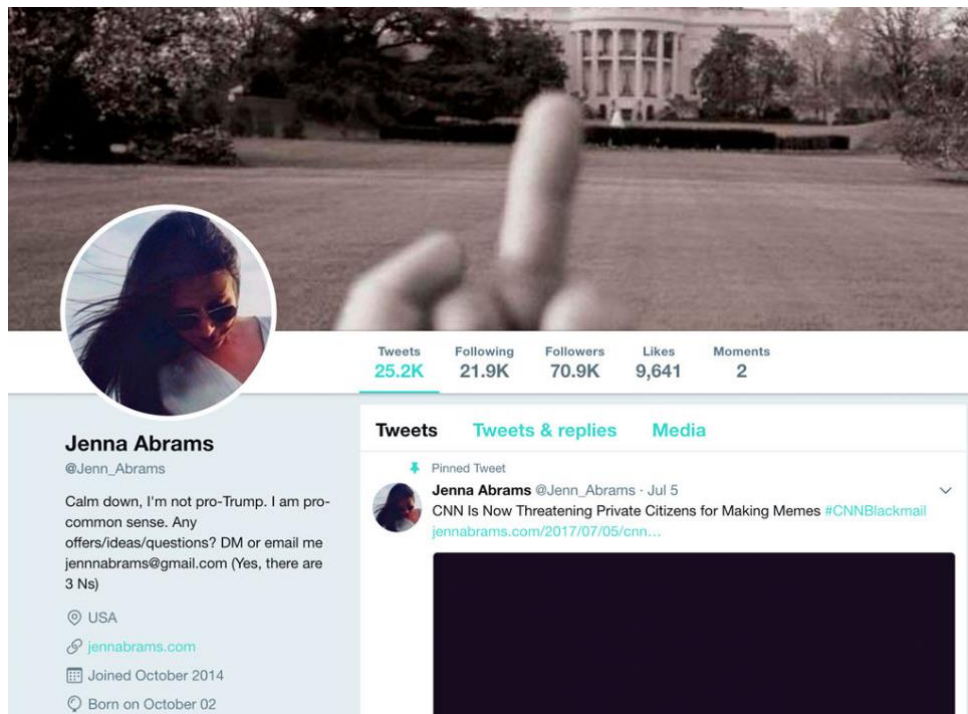 Tweets Following Followers Likes Moments
25.2K 21.9K 70.9K 9,641 2
Jenna Abrams
@Jenn_Abrams
Calm down, I'm not pro-Trump. I am pro-
common sense. Any
offers/ideas/questions? DM or email me
jennnabrams@gmail.com (Yes, there are
3 Ns)
USA
jennabrams.com
Joined October 2014
Born on October 02
Tweets Tweets & replies Media
Pinned Tweet
Jenna Abrams @Jenn_Abrams · Jul 5
CNN Is Now Threatening Private Citizens for Making Memes #CNNBlackmail
jennabrams.com/2017/07/05/cnn…